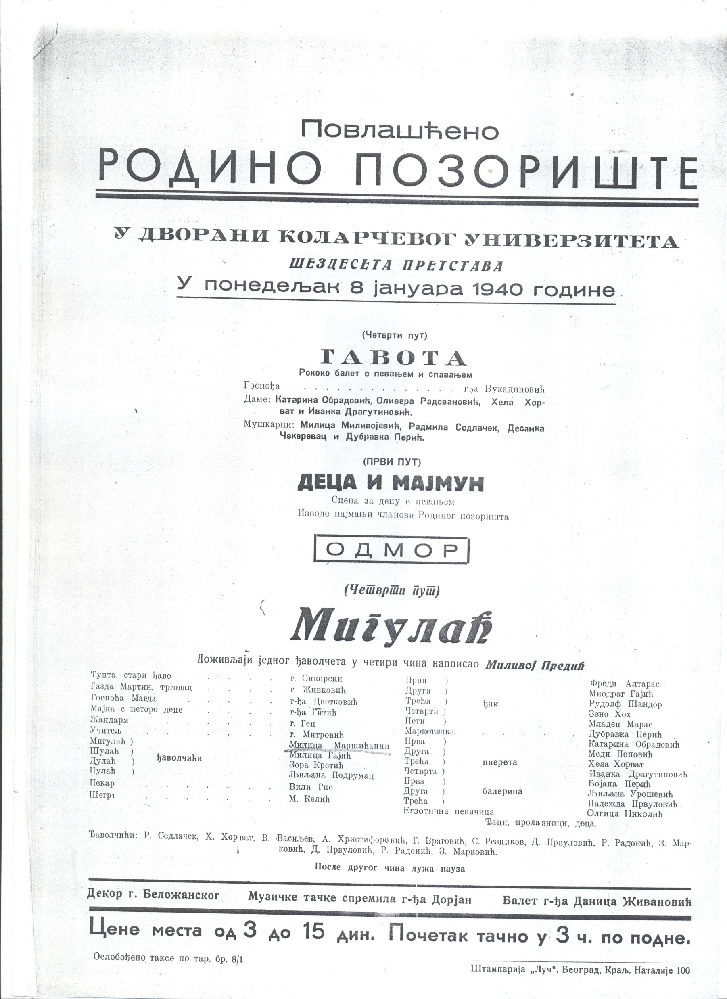 Повлашћено
РОДИНО ПОЗОРИШТЕ
У ДВОРАНИ КОЛАРЧЕВОГ УНИВЕРЗИТЕТА
ШЕЗДЕСЕТА ПРЕТСТАВА
У понедељак 8 јануара 1940 године.
(Четврти пут)
ГАВОТА
Рококо балет с певањем и спавањем
Госпођа . . . . . . . . . . . . . . гђа Вукадиновић
Даме: Катарина Обрадовић, Оливера Радовановић, Хела Хор-
ват и Иванка Драгутиновић.
Мушкарци: Милица Миливојевић, Радмила Седлачек, Десанка
Чекеревац и Дубравка Перић.
(ПРВИ ПУТ)
ДЕЦА И МАЈМУН
Сцена за децу с певањем
Изводе најмањи чланови Родиног позоришта
ОДМОР
(Четврти пут)
Мигулаћ
Доживљаји једног ђаволчета у четири чина напписао Миливој Предић
Тунта, стари ђаво . . . . г. Сикорски
Газда Мартин, трговац . . . . г. Живковић
Госпоћа Магда . . . . . г-ђа Цветковић
Мајка с петоро деце . . . . г-ђа Гитић
Жандарм . . . . . . г. Гец
Учитељ . . . . . . . г. Митровић
Мигулаћ ) Милица Маршићанин
Шулаћ .) Милица Гајић
Дулаћ ) ђаволчићи Зора Крстић
Пулаћ ) Љиљана Подрумац
Пекар . . . . . . . Вили Гис
Шетрт . . . . . . . М. Келић
Први ) Фреди Алтарас
Други ) Миодраг Гајић
Трећи ) ђак Рудолф Шандор
Четврти ) Зено Хох
Пети ) Младен Марас
Маркетанка . . . . . Дубравка Перић
Прва ) Катарина Обрадовић
Друга ) Меди Поповић
Трећа ) пиерета Хела Хорват
Четврта ) Иванка Драгутиновић
Прва ) Бојана Перић
Друга ) балерина Љиљана Урошевић
Трећа ) Надежда Првуловић
Егзотична певачица Олгица Николић
Ђаци, пролазници, деца.
Ђаволчићи: Р. Седлачек, Х. Хорват, В. Васиљев, А. Христифоровић, Г. Враговић, С. Резников, Д. Првуловић, Р. Радонић, З. Мар-
ковић, Д. Првуловић, Р. Радонић, З. Марковић.
После другог чина дужа пауза
Декор г. Беложанског Музичке тачке спремила г-ђа Дорјан Балет г-ђа Даница Живановић
Цене места од 3 до 15 дин. Почетак тачно у 3 ч. по подне.
Ослобођено таксе по тар. бр. 8/1
Штампарија „Луч“, Београд, Краљ. Наталије 100